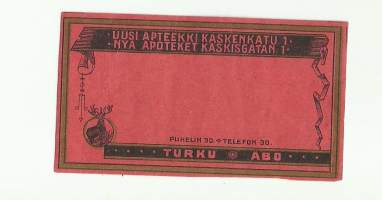 UUSI APTEEKKI KASKENKATU 1
NYA APOTEKET KASKISGATAN 1
PUHELIN 30. TELEFON 30.
TURKU ABO